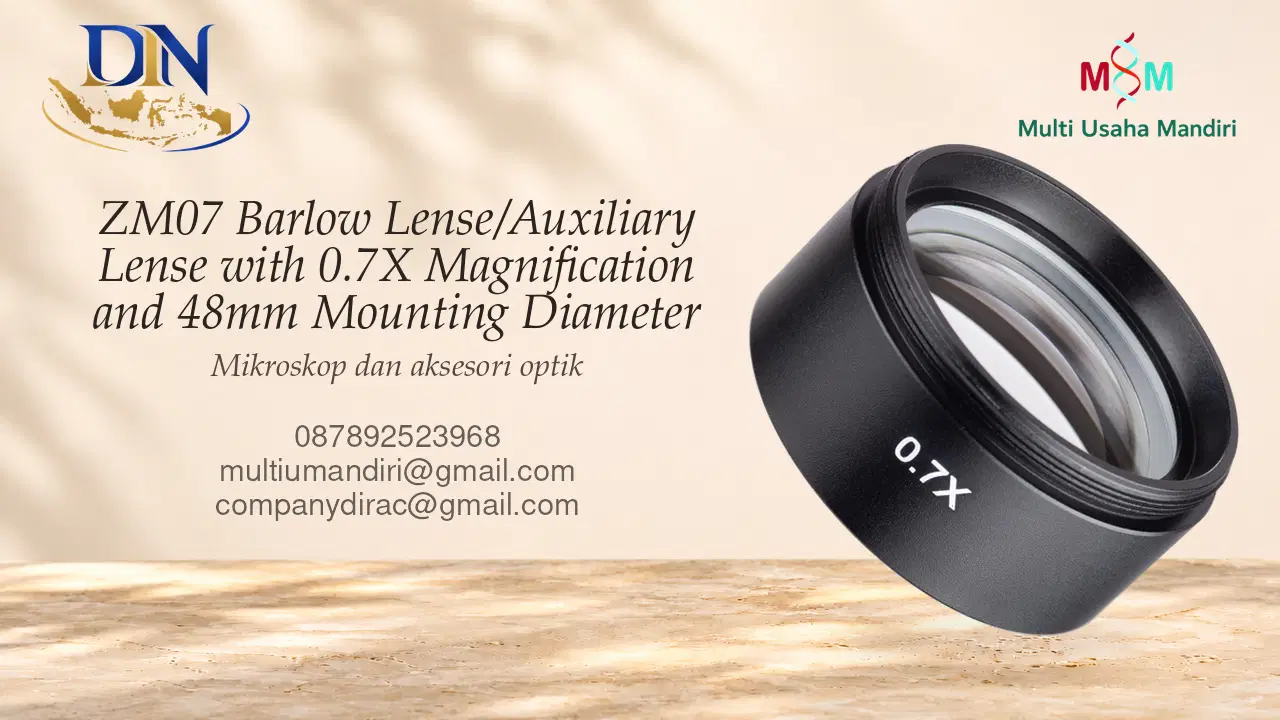 DIN
MSM
Multi Usaha Mandiri
ZM07 Barlow Lense/Auxiliary
Lense with 0.7X Magnification
and 48mm Mounting Diameter
Mikroskop dan aksesori optik
087892523968
multiumandiri@gmail.com
companydirac@gmail.com
0.7X